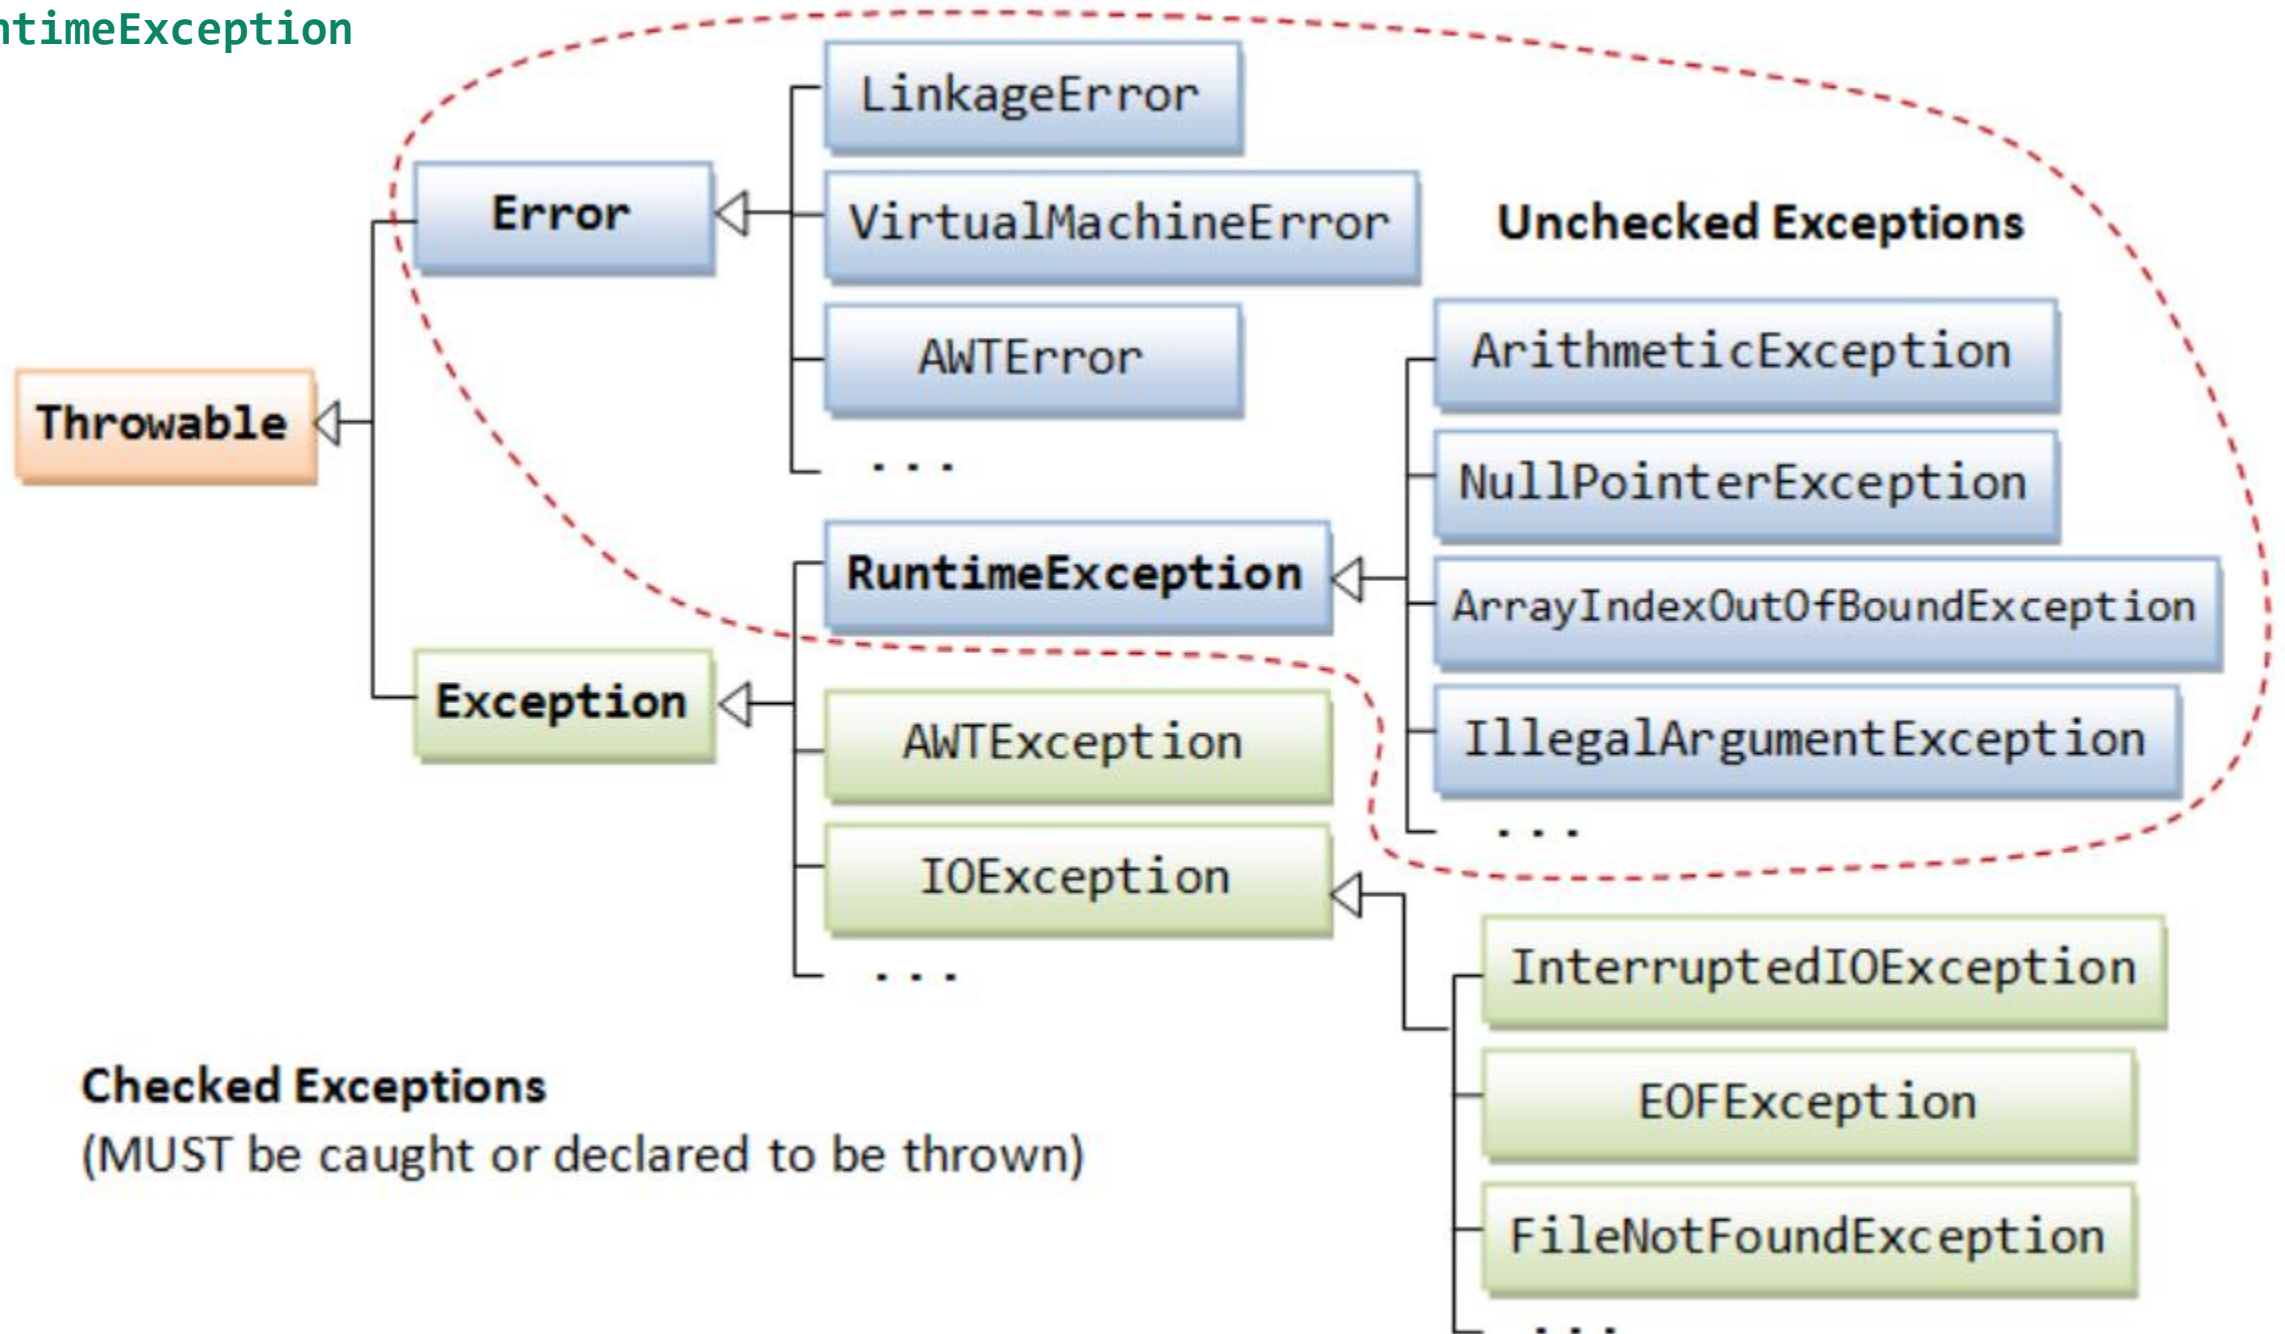 ntimeException
LinkageError
Error
VirtualMachineError
Unchecked Exceptions
AWTError
ArithmeticException
Throwable
...
NullPointerException
RuntimeException
ArrayIndexOutOfBoundException
Exception
AWTException
IllegalArgumentException
...
IOException
...
InterruptedIOException
Checked Exceptions
(MUST be caught or declared to be thrown)
EOFException
FileNotFoundException
...